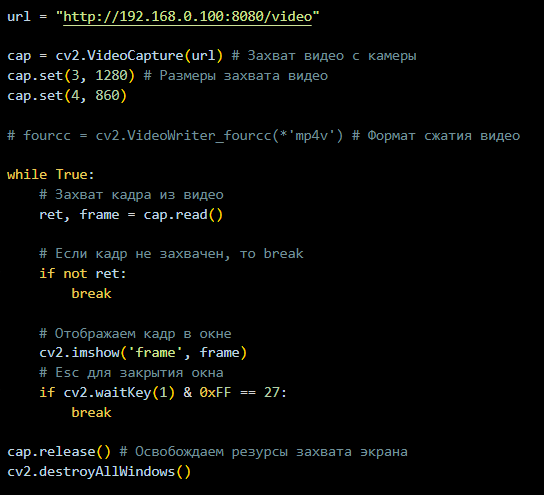 url = "http://192.168.0.100:8080/video"
cap = cv2.VideoCapture(url) # Захват видео с камеры
cap.set(3, 1280) # Размеры захвата видео
cap.set(4, 860)
# fourcc = cv2.VideoWriter_fourcc(*'mp4v') # Формат сжатия видео
while True:
    # Захват кадра из видео
    ret, frame = cap.read()
    # Если кадр не захвачен, то break
    if not ret:
        break
    # Отображаем кадр в окне
    cv2.imshow('frame', frame)
    # Esc для закрытия окна
    if cv2.waitKey(1) & 0xFF == 27:
        break
cap.release() # Освобождаем резурсы захвата экрана
cv2.destroyAllWindows()